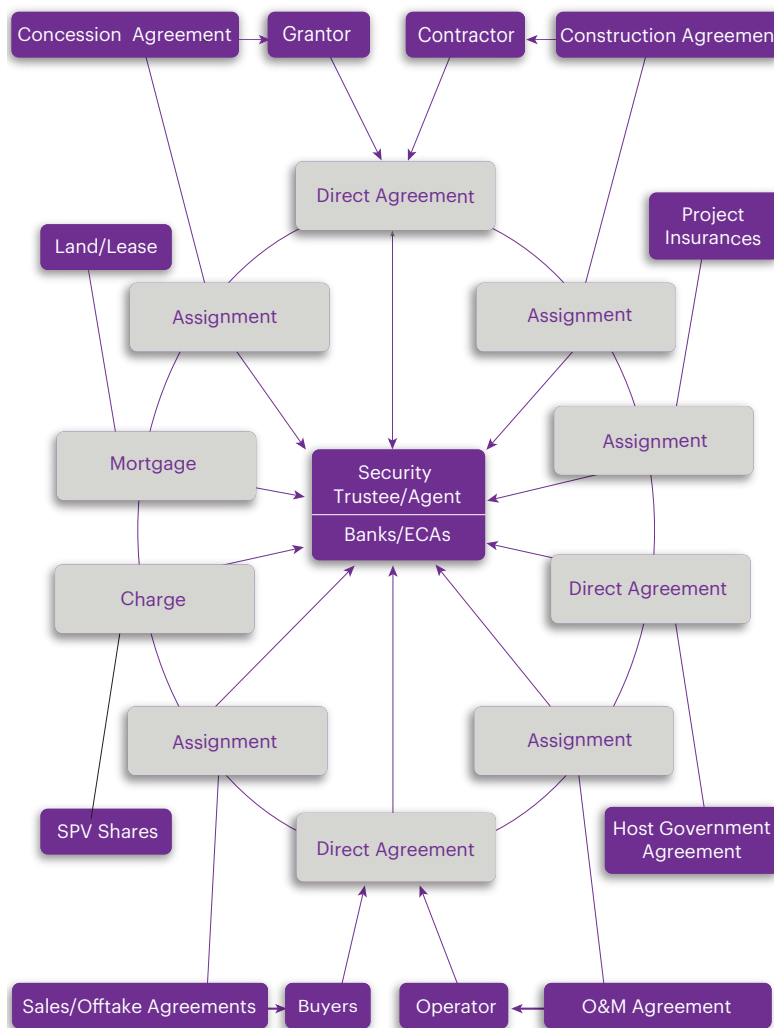 Concession Agreement
Grantor
Contractor
Construction Agreemen
Direct Agreement
Project
Insurances
Land/Lease
Assignment
Assignment
Assignment
Mortgage
Security
Trustee/Agent
Banks/ECAs
Direct Agreement
Charge
Assignment
Assignment
SPV Shares
Direct Agreement
Host Government
Agreement
Sales/Offtake Agreements
Buyers
Operator
O&M Agreement